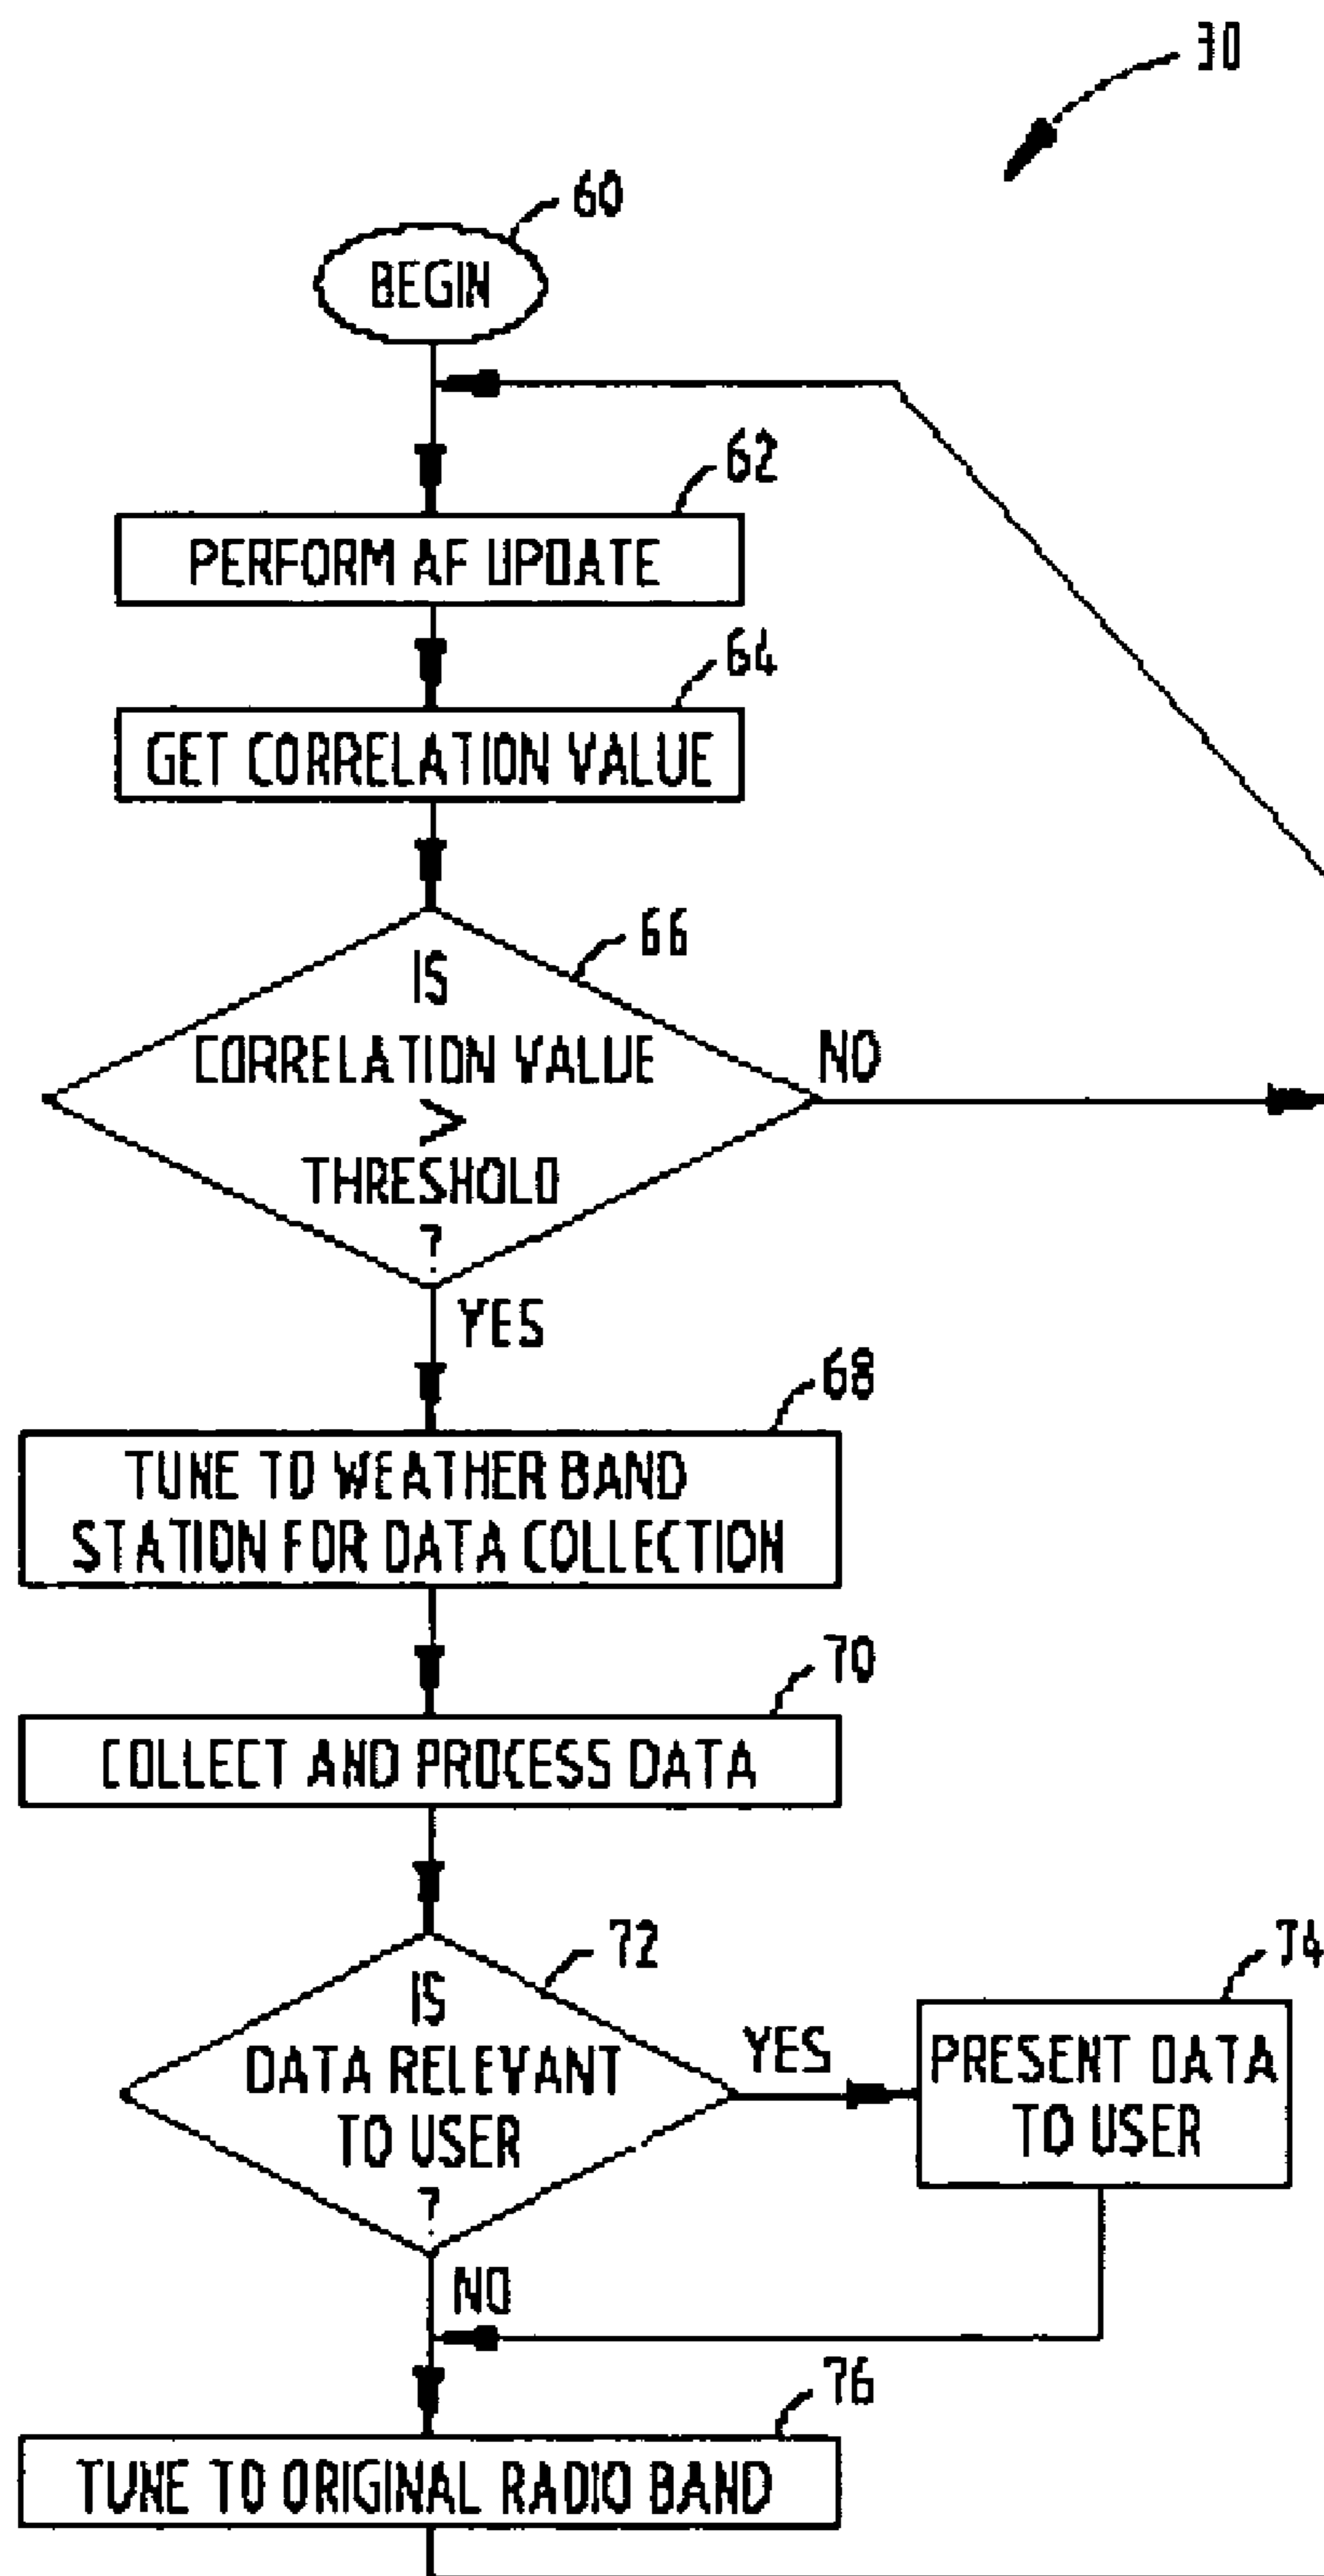 30
60
BEGIN
62
PERFORM AF UPDATE
64
GET CORRELATION VALUE
66
IS
CORRELATION VALUE
>
THRESHOLD
?
NO
YES
68
TUNE TO WEATHER BAND
STATION FOR DATA COLLECTION
70
COLLECT AND PROCESS DATA
72
IS
DATA RELEVANT
TO USER
?
YES
74
PRESENT DATA
TO USER
NO
76
TUNE TO ORIGINAL RADIO BAND